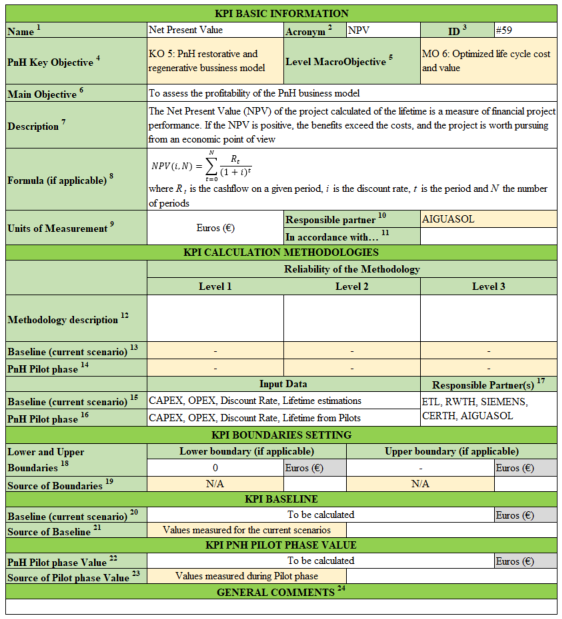 KPI BASIC INFORMATION
Name 1 Net Present Value Acronym 2 NPV ID 3 #59
PnH Key Objective 4 KO 5: PnH restorative and regenerative bussiness model Level MacroObjective 5 MO 6: Optimized life cycle cost and value
Main Objective 6 To assess the profitability of the PnH business model
Description 7 The Net Present Value (NPV) of the project calculated of the lifetime is a measure of financial project
performance. If the NPV is positive, the benefits exceed the costs, and the project is worth pursuing
from an economic point of view
Formula (if applicable) 8 NPV(i, N) = ∑_{t=0}^{N} R_t / (1 + i)^t
where R_t is the cashflow on a given period, i is the discount rate, t is the period and N the number
of periods
Units of Measurement 9 Euros (€) Responsible partner 10 AIGUASOL
In accordance with… 11
KPI CALCULATION METHODOLOGIES
Reliability of the Methodology
Level 1 Level 2 Level 3
Methodology description 12
Baseline (current scenario) 13 - - -
PnH Pilot phase 14 - - -
Input Data Responsible Partner(s) 17
Baseline (current scenario) 15 CAPEX, OPEX, Discount Rate, Lifetime estimations ETL, RWTH, SIEMENS,
PnH Pilot phase 16 CAPEX, OPEX, Discount Rate, Lifetime from Pilots CERTH, AIGUASOL
KPI BOUNDARIES SETTING
Lower and Upper Boundaries 18 Lower boundary (if applicable) Upper boundary (if applicable)
0 Euros (€) - Euros (€)
Source of Boundaries 19 N/A N/A
KPI BASELINE
Baseline (current scenario) 20 To be calculated Euros (€)
Source of Baseline 21 Values measured for the current scenarios
KPI PNH PILOT PHASE VALUE
PnH Pilot phase Value 22 To be calculated Euros (€)
Source of Pilot phase Value 23 Values measured during Pilot phase
GENERAL COMMENTS 24